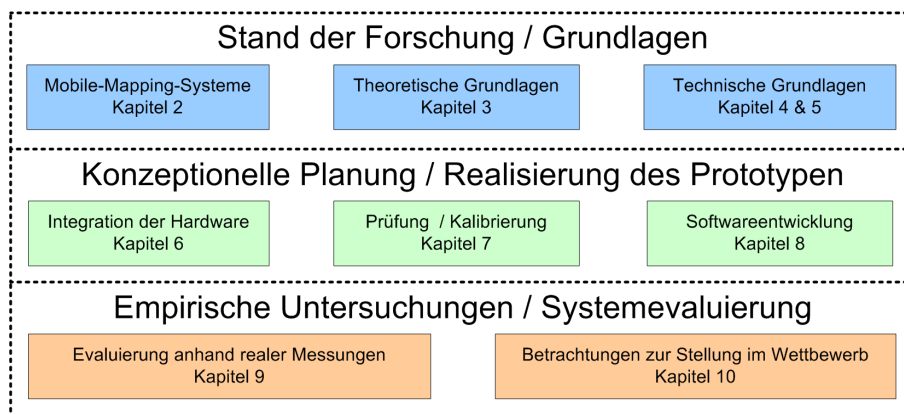 Stand der Forschung / Grundlagen
Mobile-Mapping-Systeme
Kapitel 2
Theoretische Grundlagen
Kapitel 3
Technische Grundlagen
Kapitel 4 & 5
Konzeptionelle Planung / Realisierung des Prototypen
Integration der Hardware
Kapitel 6
Prüfung / Kalibrierung
Kapitel 7
Softwareentwicklung
Kapitel 8
Empirische Untersuchungen / Systemevaluierung
Evaluierung anhand realer Messungen
Kapitel 9
Betrachtungen zur Stellung im Wettbewerb
Kapitel 10